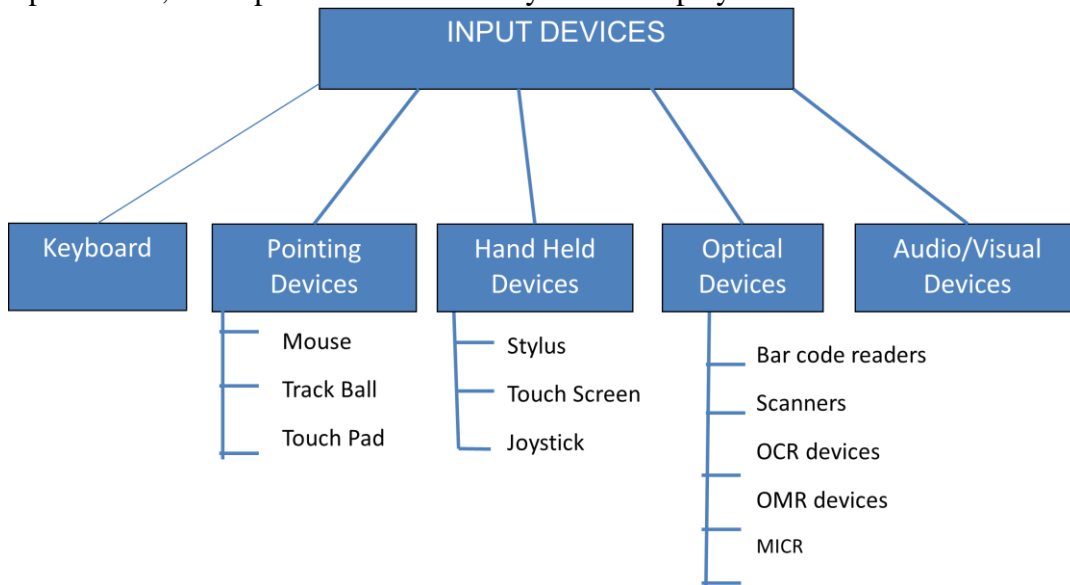 INPUT DEVICES
Keyboard
Pointing
Devices
Hand Held
Devices
Optical
Devices
Audio/Visual
Devices
Mouse
Track Ball
Touch Pad
Stylus
Touch Screen
Joystick
Bar code readers
Scanners
OCR devices
OMR devices
MICR